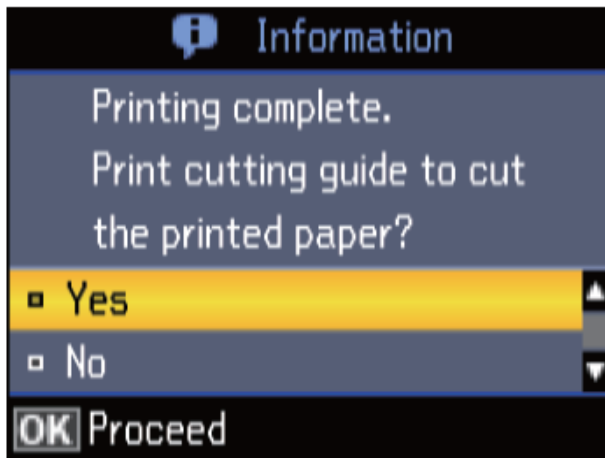 Information
Printing complete.
Print cutting guide to cut
the printed paper?
Yes
No
OK Proceed